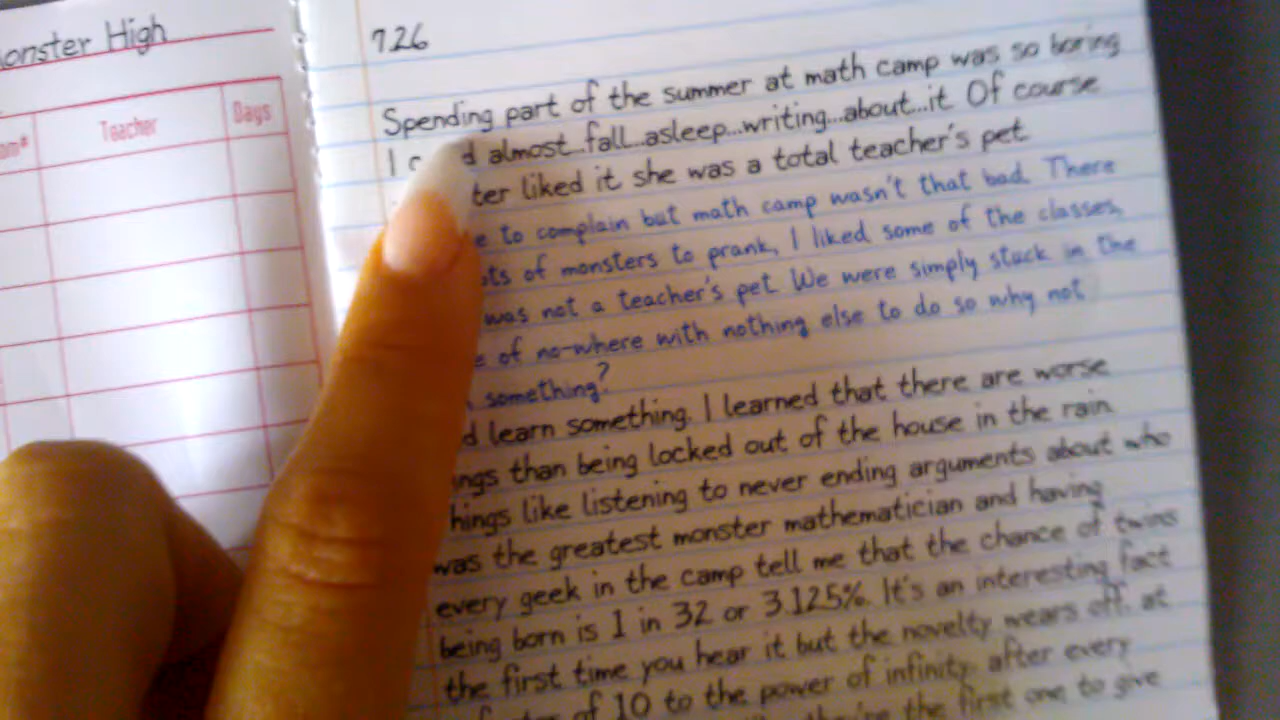 Monster High
Teacher
Days
7.26
Spending part of the summer at math camp was so boring
I almost...fall...asleep...writing...about...it. Of course
liked it she was a total teacher's pet
to complain but math camp wasn't that bad. There
of monsters to prank, I liked some of the classes,
was not a teacher's pet. We were simply stuck in the
of no-where with nothing else to do so why not
something?
learn something. I learned that there are worse
than being locked out of the house in the rain
like listening to never ending arguments about who
was the greatest monster mathematician and having
every geek in the camp tell me that the chance of twins
being born is 1 in 32 or 3.125%. It's an interesting fact
the first time you hear it but the novelty wears off at
of 10 to the power of infinity after every
the first one to give